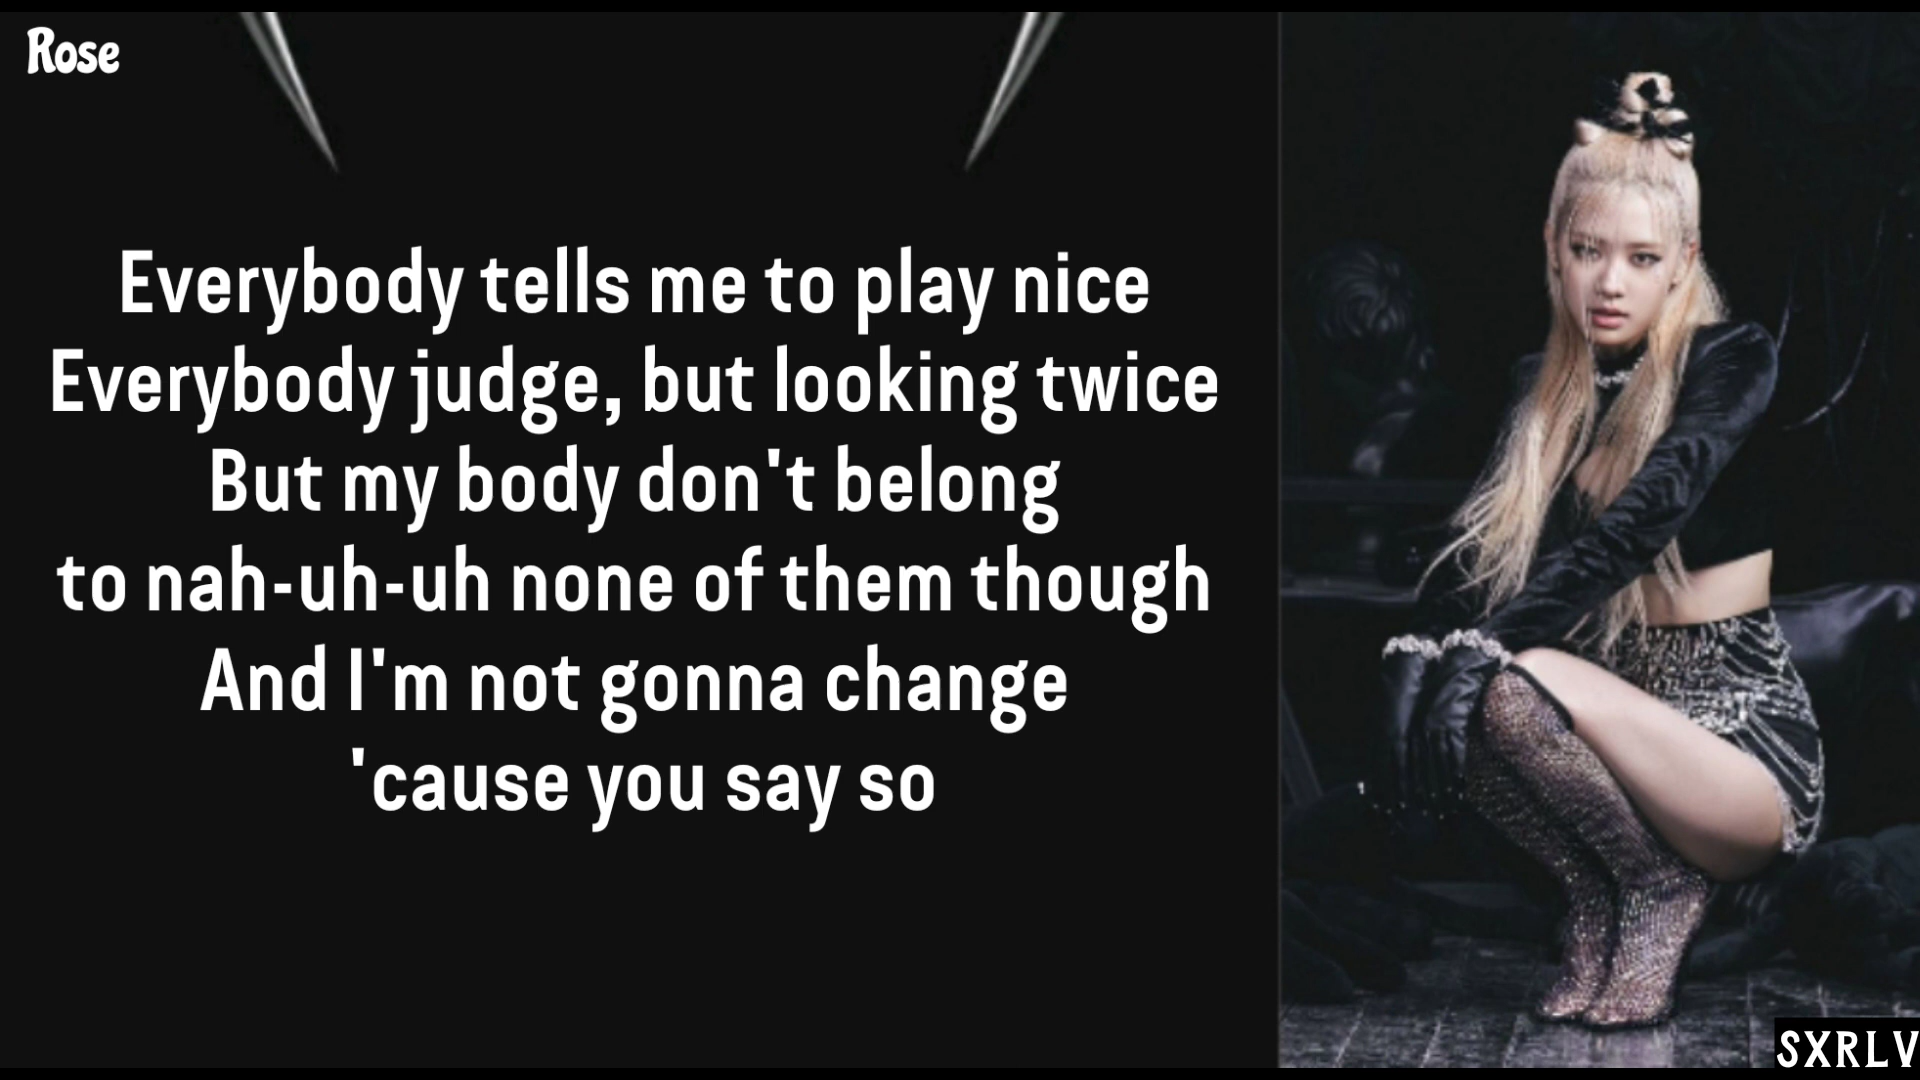 Rose
Everybody tells me to play nice
Everybody judge, but looking twice
But my body don't belong
to nah-uh-uh none of them though
And I'm not gonna change
'cause you say so
SXRLV